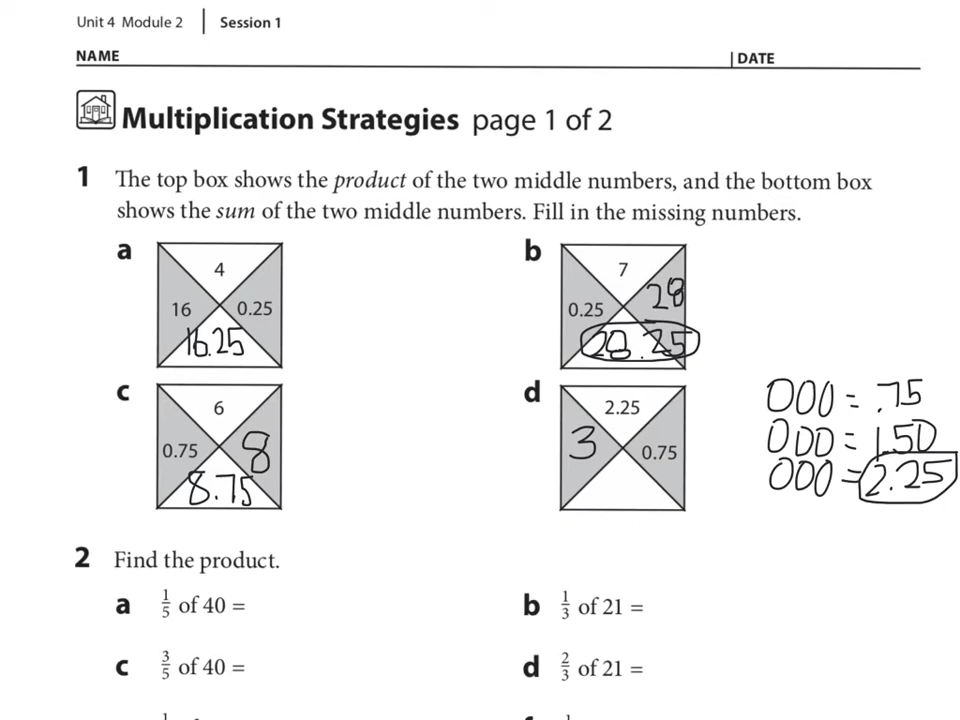 Unit 4 Module 2 | Session 1
NAME | DATE
Multiplication Strategies page 1 of 2
1 The top box shows the product of the two middle numbers, and the bottom box
shows the sum of the two middle numbers. Fill in the missing numbers.
a
4
16 0.25
16.25
b
7
0.25 28
28.25
c
6
0.75 8
8.75
d
2.25
3 0.75
000 = .75
000 = 1.50
000 = 2.25
2 Find the product.
a 1/5 of 40 =
b 1/3 of 21 =
c 3/5 of 40 =
d 2/3 of 21 =